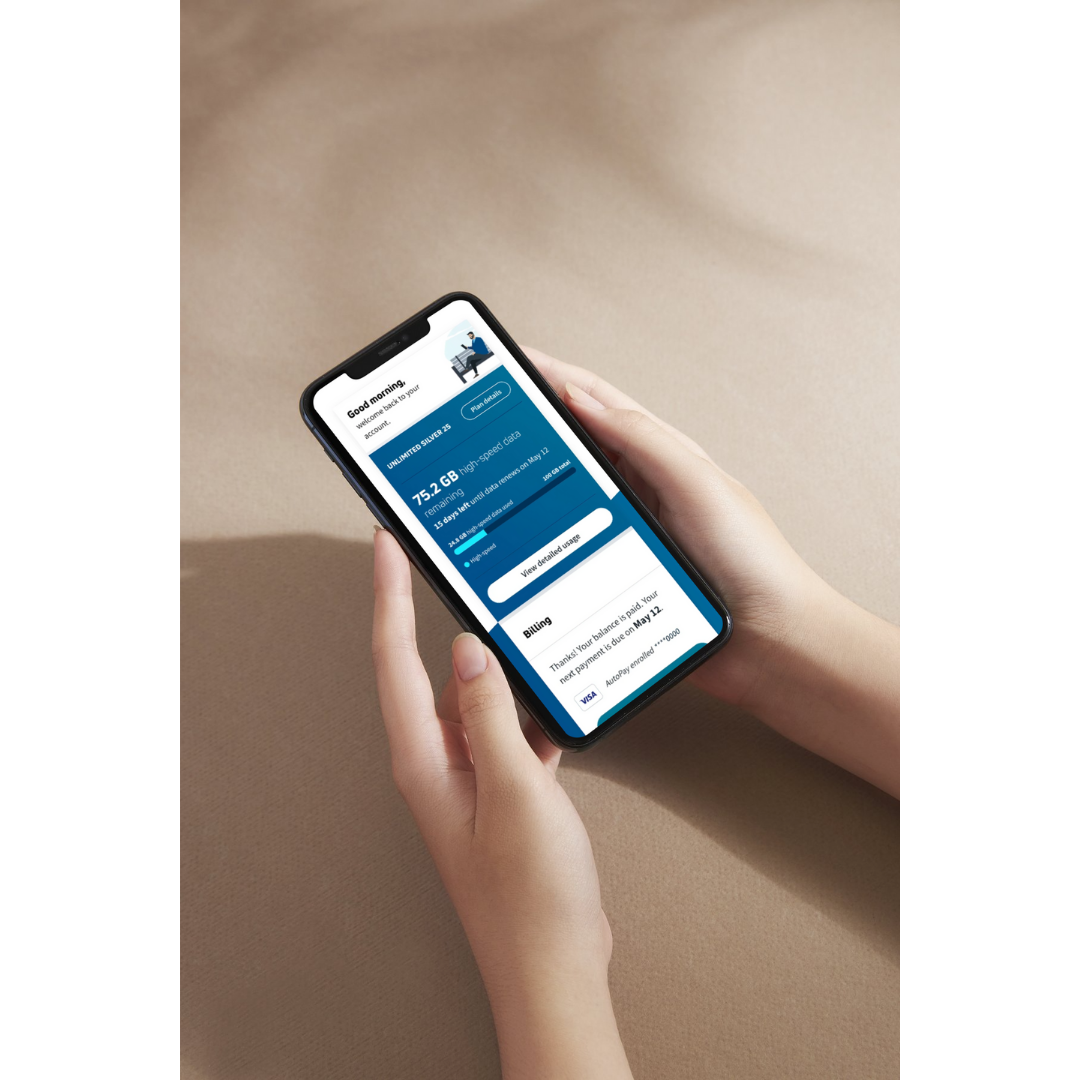 Good morning,
welcome back to your
account.
UNLIMITED SILVER 25
Plan details
75.2 GB high-speed data
remaining
15 days left until data renews on May 12
100 GB total
24.8 GB high-speed data used
High-speed
View detailed usage
Billing
Thanks! Your balance is paid. Your
next payment is due on May 12.
VISA
AutoPay enrolled ****0000